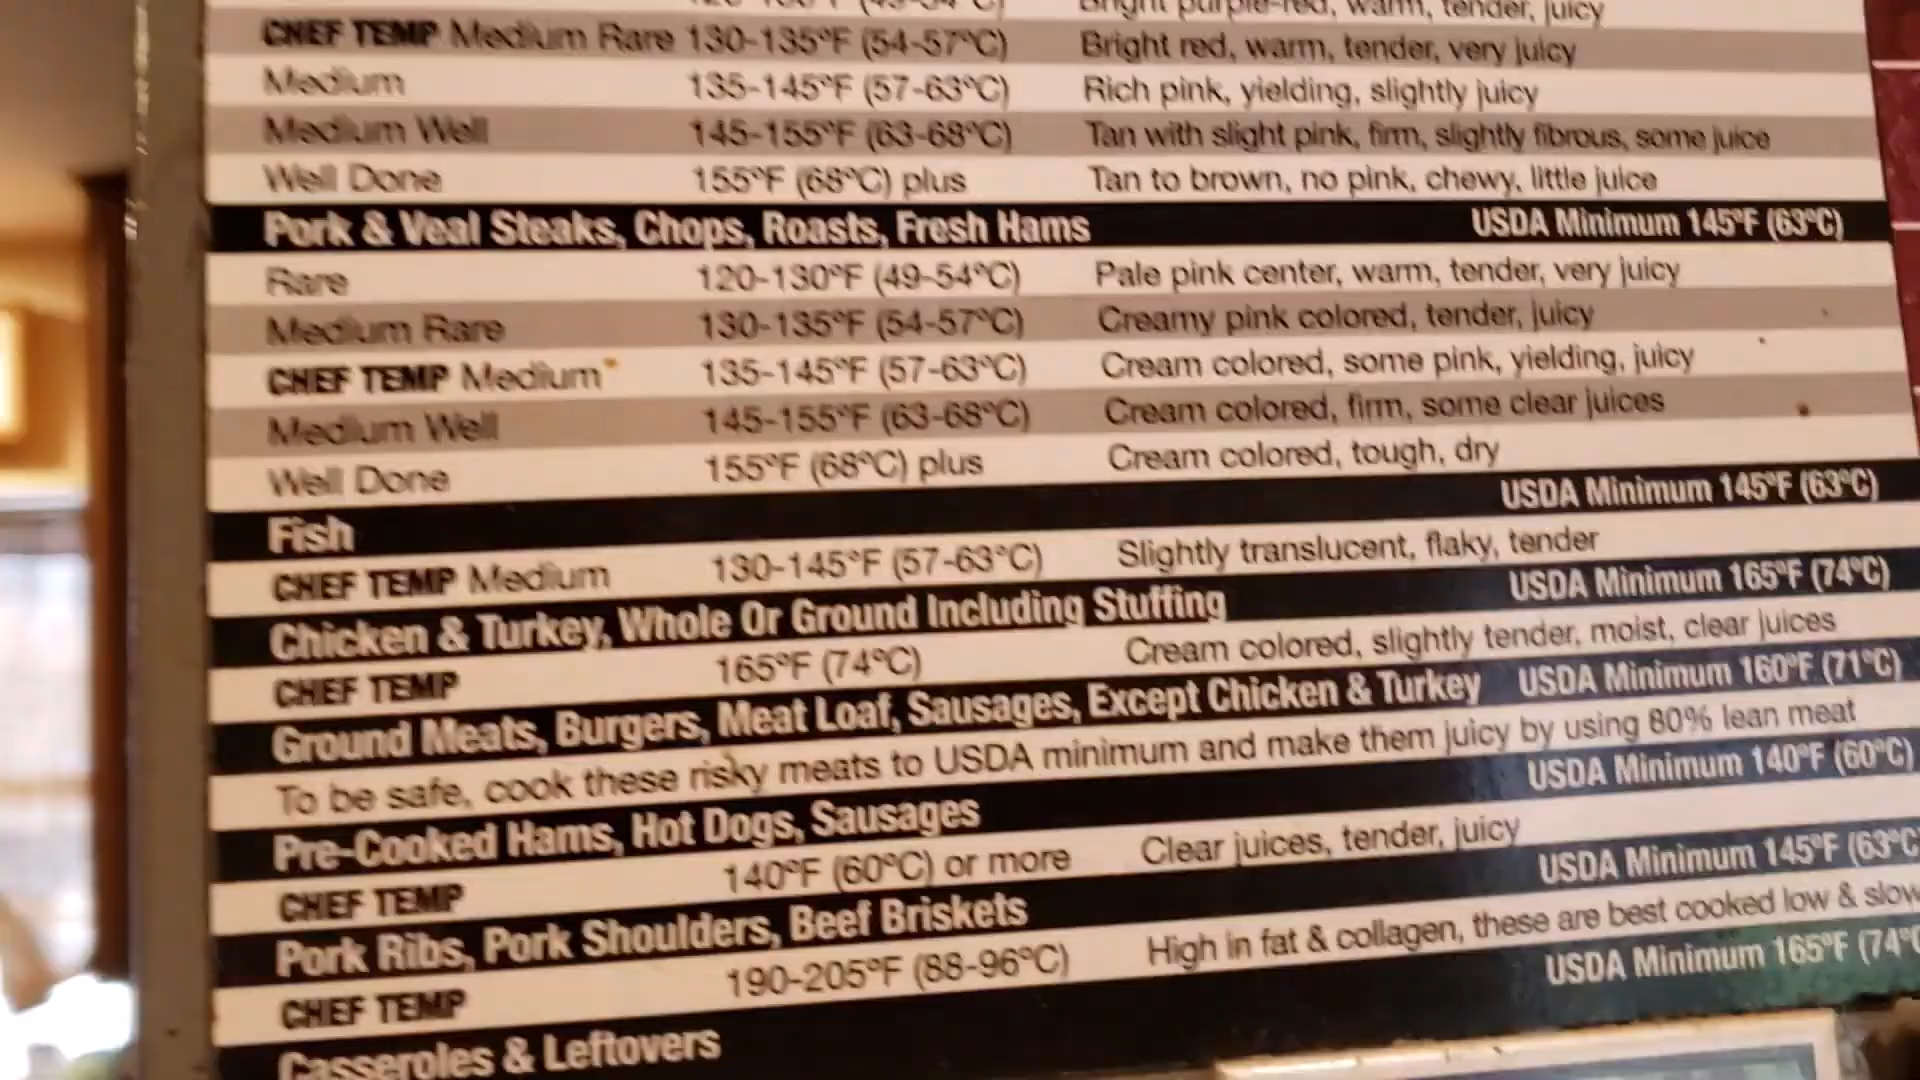 Bright purple-red, warm, tender, juicy
CHEF TEMP Medium Rare 130-135°F (54-57°C) Bright red, warm, tender, very juicy
Medium 135-145°F (57-63°C) Rich pink, yielding, slightly juicy
Medium Well 145-155°F (63-68°C) Tan with slight pink, firm, slightly fibrous, some juice
Well Done 155°F (68°C) plus Tan to brown, no pink, chewy, little juice
Pork & Veal Steaks, Chops, Roasts, Fresh Hams USDA Minimum 145°F (63°C)
Rare 120-130°F (49-54°C) Pale pink center, warm, tender, very juicy
Medium Rare 130-135°F (54-57°C) Creamy pink colored, tender, juicy
CHEF TEMP Medium 135-145°F (57-63°C) Cream colored, some pink, yielding, juicy
Medium Well 145-155°F (63-68°C) Cream colored, firm, some clear juices
Well Done 155°F (68°C) plus Cream colored, tough, dry
Fish USDA Minimum 145°F (63°C)
CHEF TEMP Medium 130-145°F (57-63°C) Slightly translucent, flaky, tender
Chicken & Turkey, Whole Or Ground Including Stuffing USDA Minimum 165°F (74°C)
CHEF TEMP 165°F (74°C) Cream colored, slightly tender, moist, clear juices
Ground Meats, Burgers, Meat Loaf, Sausages, Except Chicken & Turkey USDA Minimum 160°F (71°C)
To be safe, cook these risky meats to USDA minimum and make them juicy by using 80% lean meat
Pre-Cooked Hams, Hot Dogs, Sausages USDA Minimum 140°F (60°C)
CHEF TEMP 140°F (60°C) or more Clear juices, tender, juicy
Pork Ribs, Pork Shoulders, Beef Briskets USDA Minimum 145°F (63°C
CHEF TEMP 190-205°F (88-96°C) High in fat & collagen, these are best cooked low & slow
Casseroles & Leftovers USDA Minimum 165°F (74°C